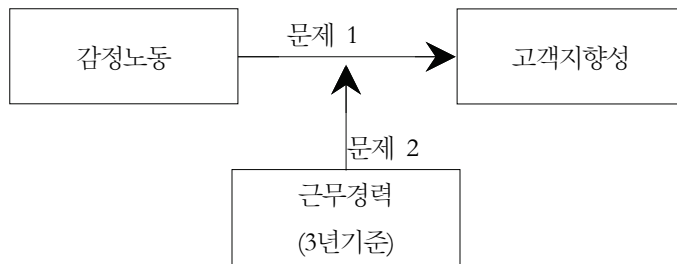 문제 1
감정노동
고객지향성
문제 2
근무경력
(3년기준)